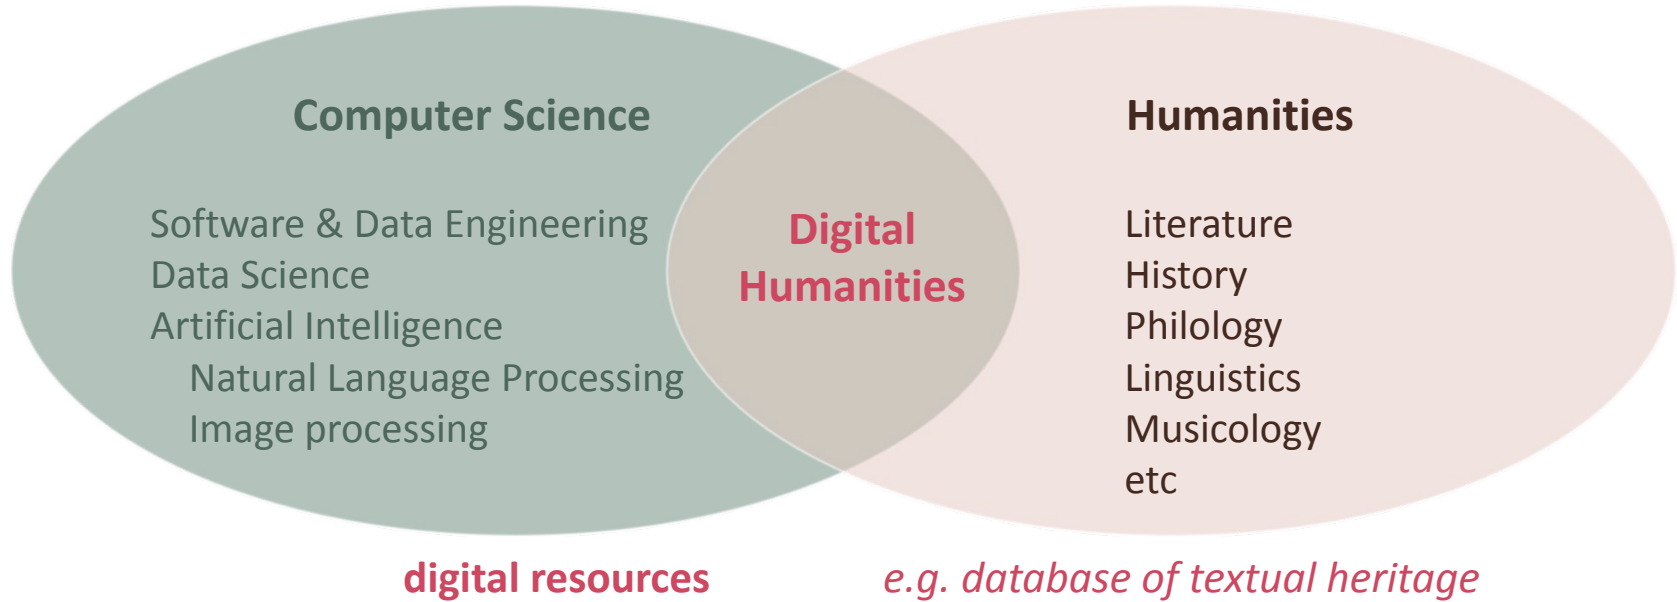 Computer Science
Software & Data Engineering
Data Science
Artificial Intelligence
Natural Language Processing
Image processing
Digital
Humanities
Humanities
Literature
History
Philology
Linguistics
Musicology
etc
digital resources
e.g. database of textual heritage